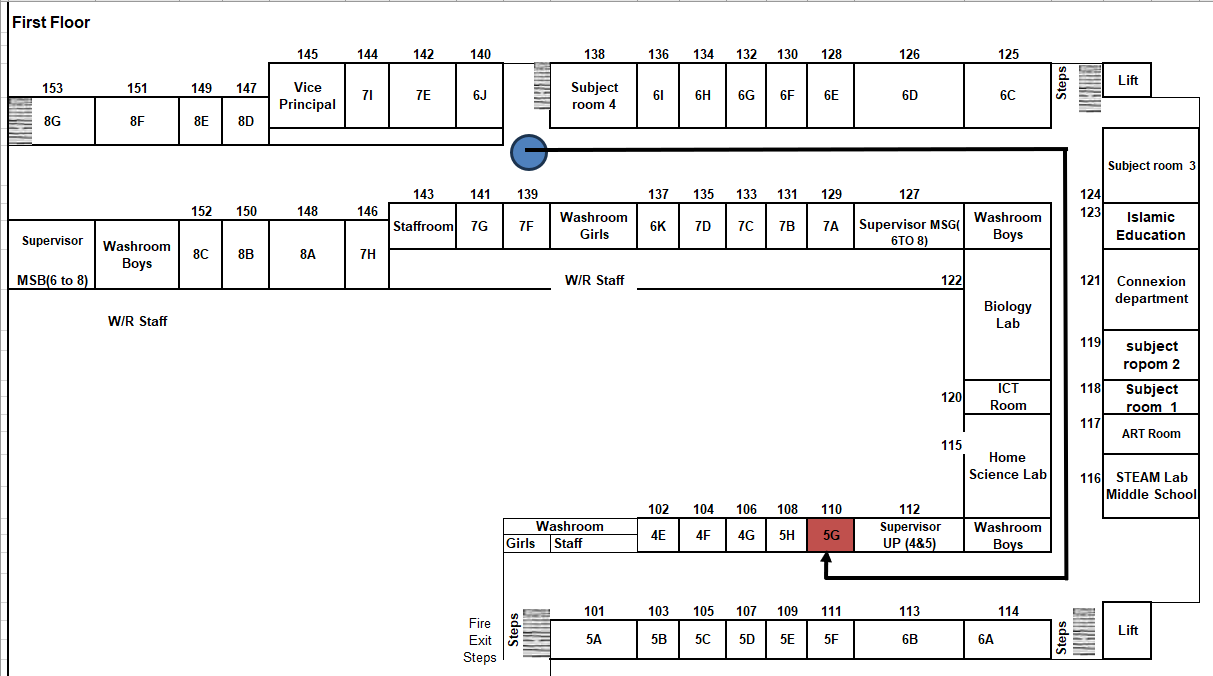 First Floor
145 144 142 140 138 136 134 132 130 128 126 125
153 151 149 147
Vice
Principal
7I 7E 6J
Subject
room 4
6I 6H 6G 6F 6E 6D 6C
Steps
Lift
8G 8F 8E 8D
Subject room 3
124
143 141 139 137 135 133 131 129 127
152 150 148 146
123
Islamic
Education
Staffroom 7G 7F
Washroom
Girls
6K 7D 7C 7B 7A
Supervisor MSG(
6TO 8)
Washroom
Boys
Supervisor
MSB(6 to 8)
Washroom
Boys
8C 8B 8A 7H
W/R Staff
122
121
Connexion
department
Biology
Lab
W/R Staff
119
subject
ropom 2
120
ICT
Room
118
Subject
room 1
117
ART Room
115
Home
Science Lab
116
STEAM Lab
Middle School
102 104 106 108 110 112
Washroom
Girls Staff
4E 4F 4G 5H 5G
Supervisor
UP (4&5)
Washroom
Boys
101 103 105 107 109 111 113 114
Fire
Exit
Steps
Steps
5A 5B 5C 5D 5E 5F 6B 6A
Steps
Lift